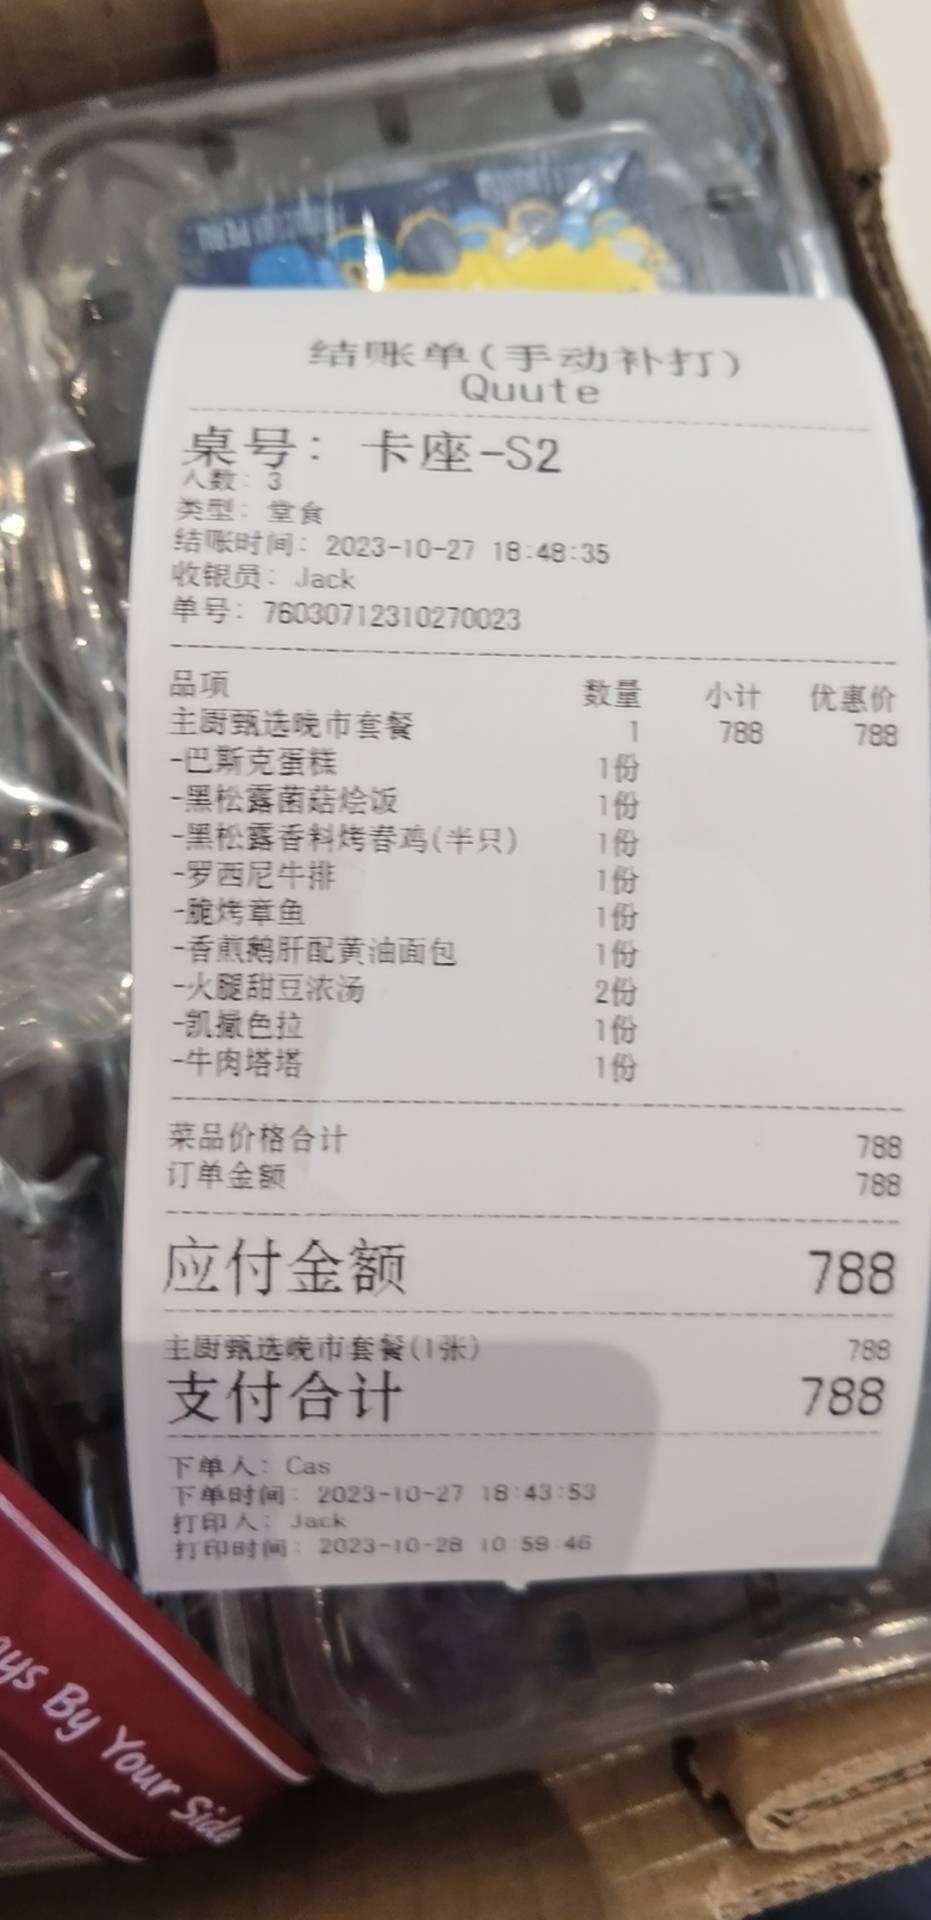 结账单(手动补打)
Quute
桌号: 卡座-S2
人数: 3
类型: 堂食
结账时间: 2023-10-27 18:48:35
收银员: Jack
单号: 76030712310270023
品项 数量 小计 优惠价
主厨甄选晚市套餐 1 788 788
-巴斯克蛋糕 1份
-黑松露菌菇烩饭 1份
-黑松露香料烤春鸡(半只) 1份
-罗西尼牛排 1份
-脆烤章鱼 1份
-香煎鹅肝配黄油面包 1份
-火腿甜豆浓汤 2份
-凯撒色拉 1份
-牛肉塔塔 1份
菜品价格合计 788
订单金额 788
应付金额 788
主厨甄选晚市套餐(1张) 788
支付合计 788
下单人: Cas
下单时间: 2023-10-27 18:43:53
打印人: Jack
打印时间: 2023-10-28 10:59:46
By Your Side